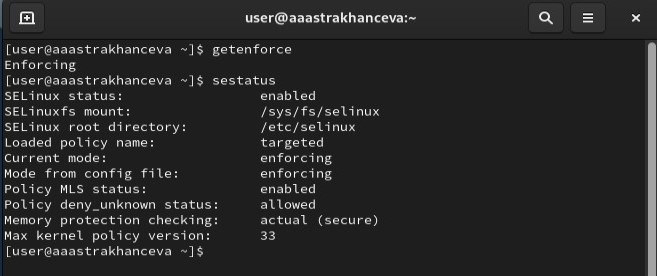 user@aaastrakhanceva:~
[user@aaastrakhanceva ~]$ getenforce
Enforcing
[user@aaastrakhanceva ~]$ sestatus
SELinux status:                 enabled
SELinuxfs mount:                /sys/fs/selinux
SELinux root directory:         /etc/selinux
Loaded policy name:             targeted
Current mode:                   enforcing
Mode from config file:          enforcing
Policy MLS status:              enabled
Policy deny_unknown status:     allowed
Memory protection checking:     actual (secure)
Max kernel policy version:      33
[user@aaastrakhanceva ~]$